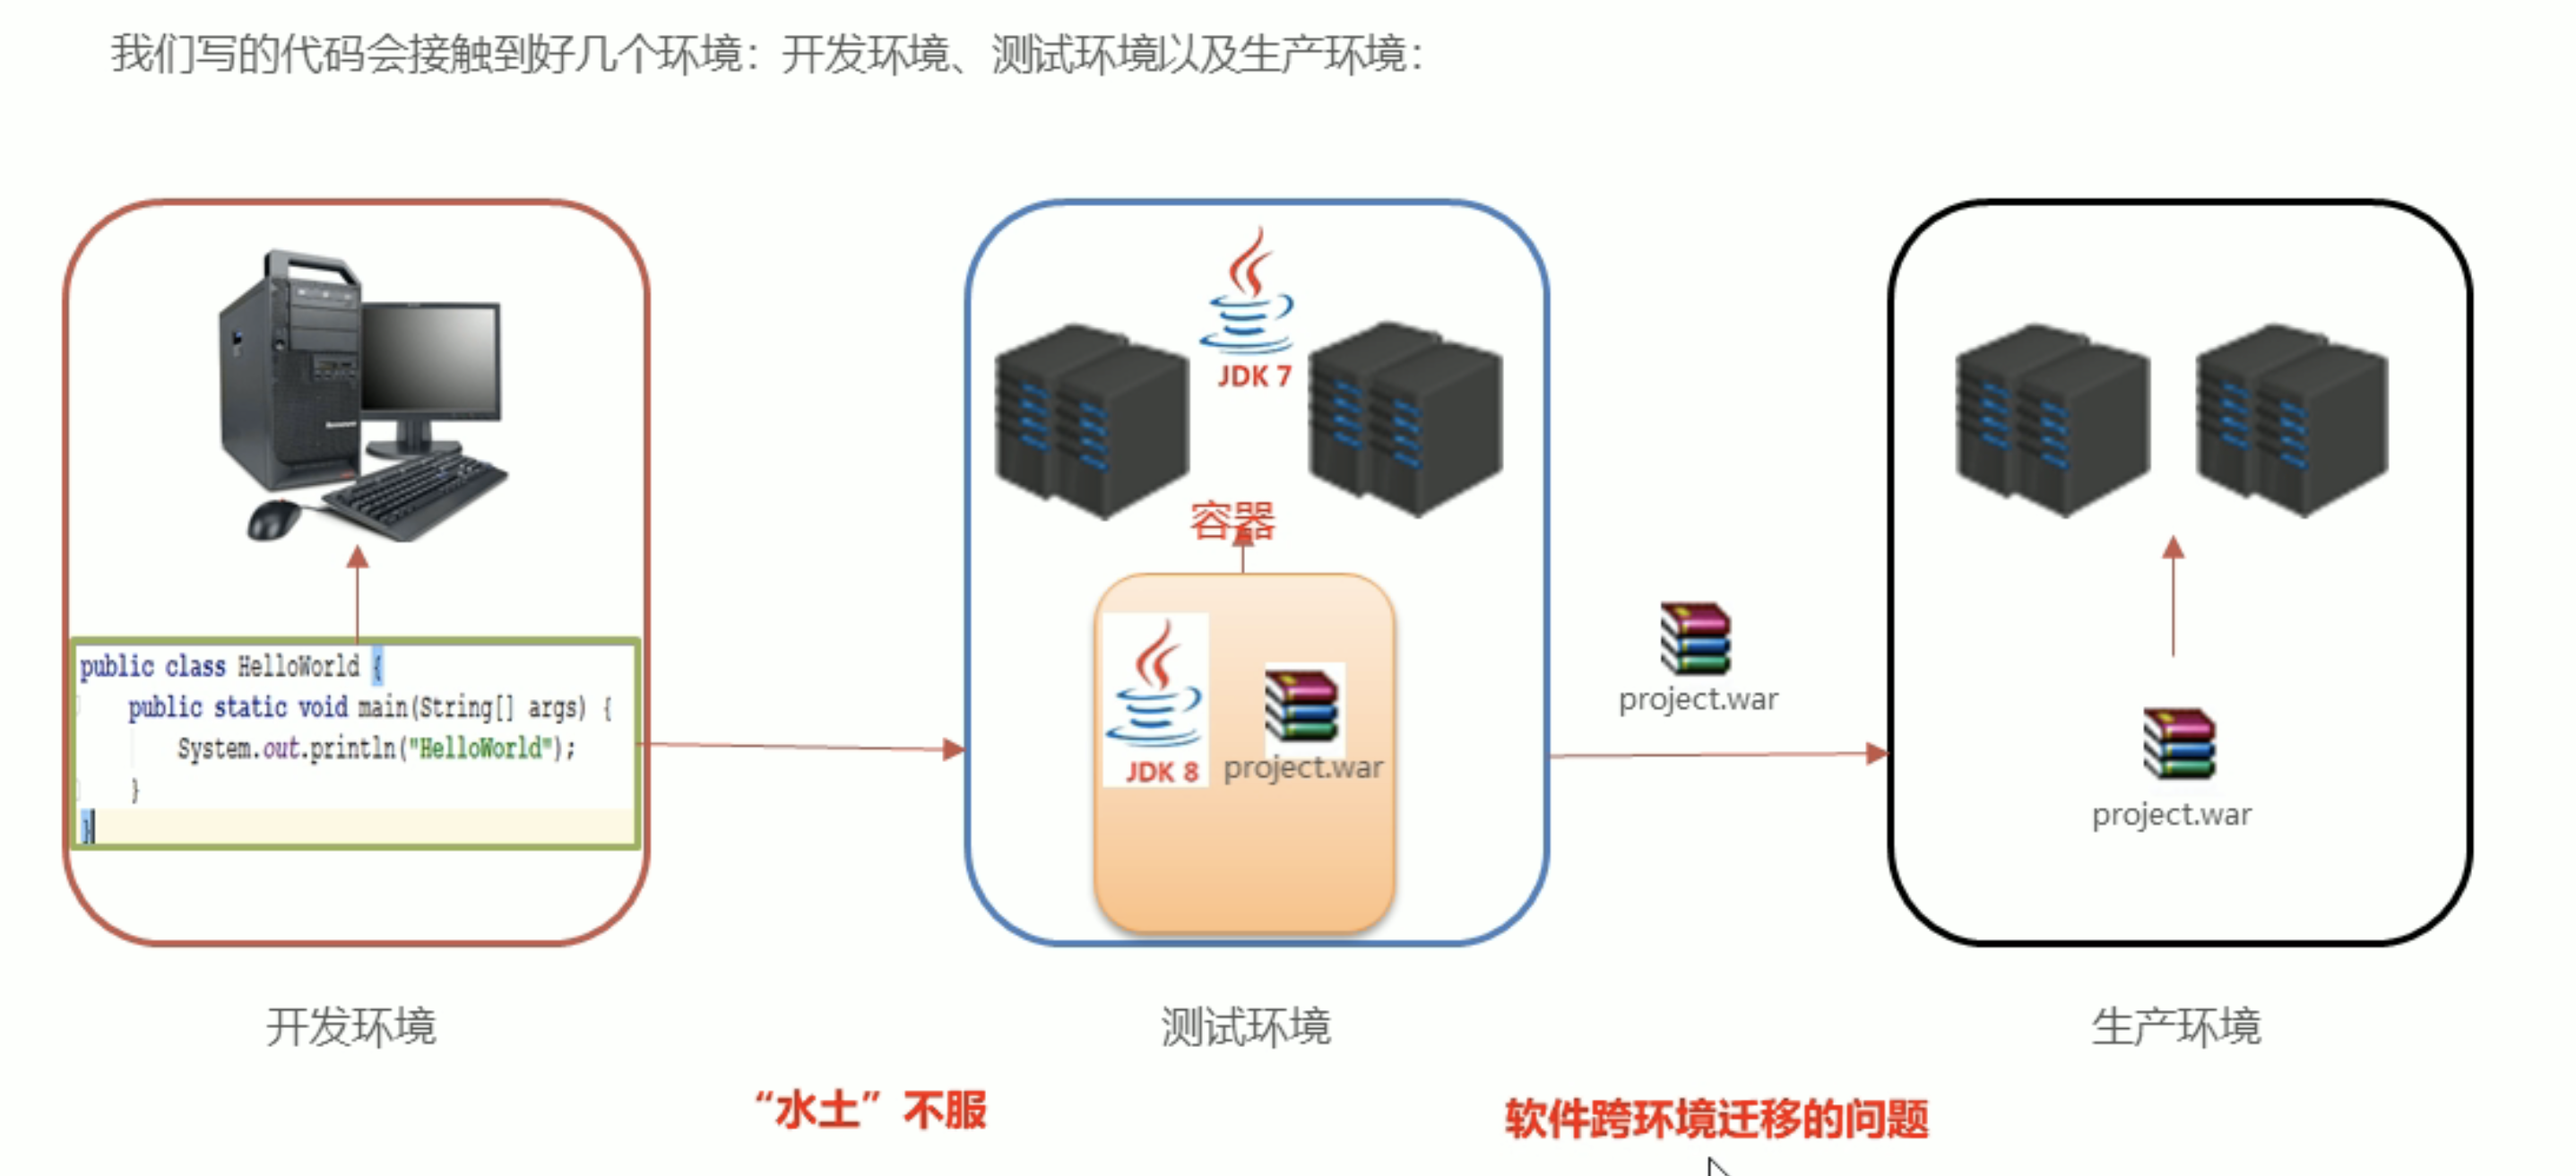 我们写的代码会接触到好几个环境：开发环境、测试环境以及生产环境：
public class HelloWorld {
public static void main(String[] args) {
System.out.println("HelloWorld");
}
}
开发环境
JDK 7
容器
JDK 8
project.war
测试环境
project.war
project.war
生产环境
“水土”不服
软件跨环境迁移的问题